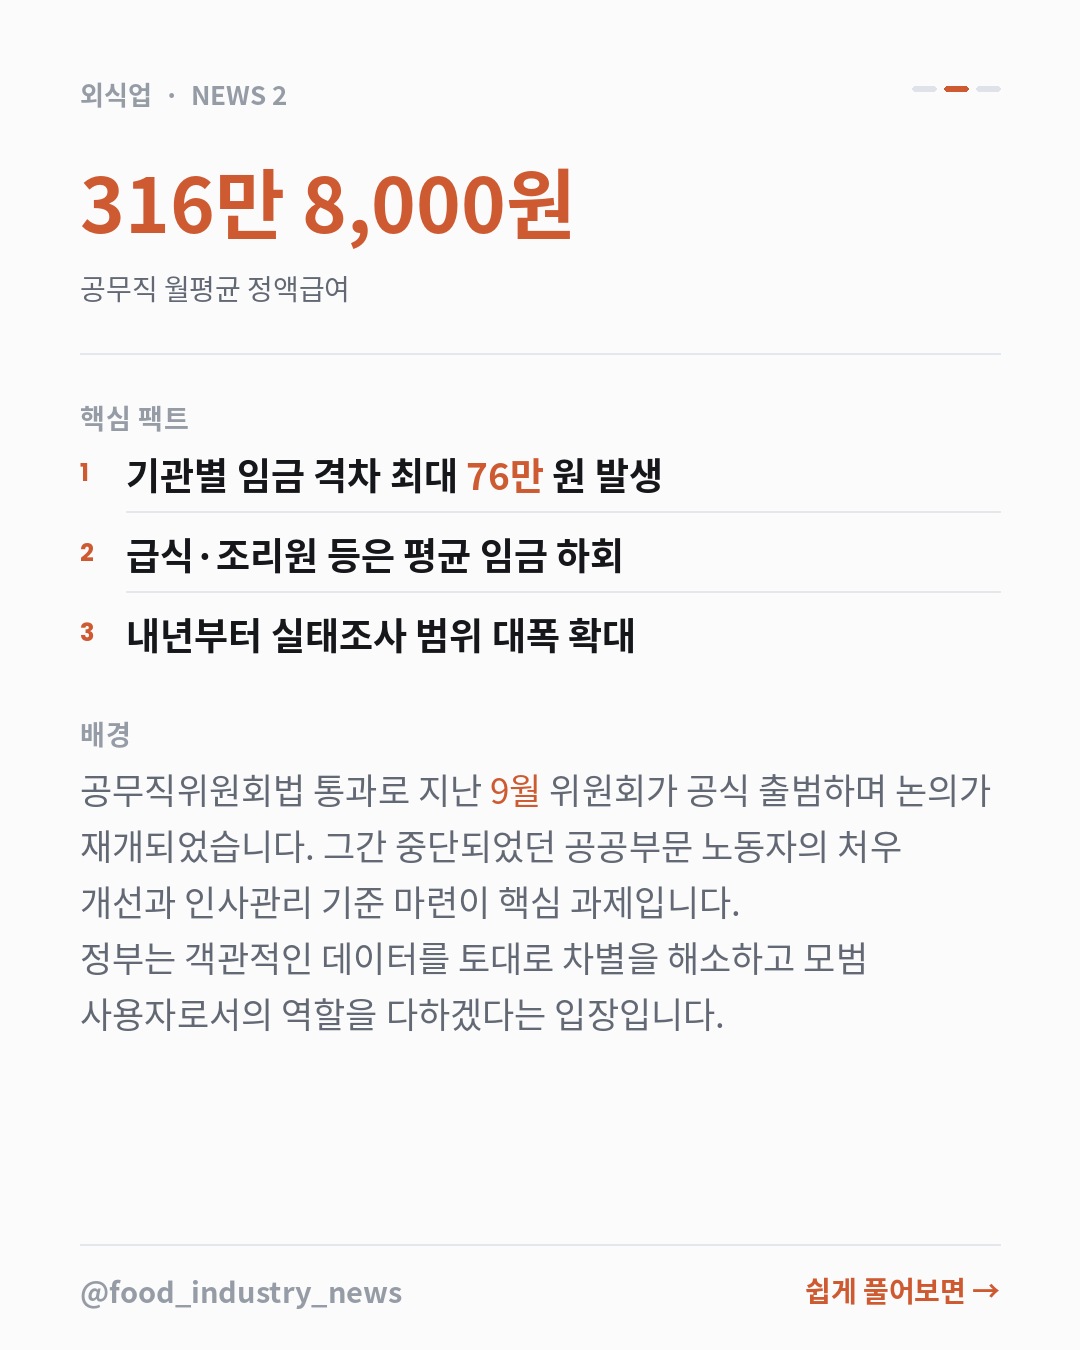 외식업 · NEWS 2
316만 8,000원
공무직 월평균 정액급여
핵심 팩트
1 기관별 임금 격차 최대 76만 원 발생
2 급식·조리원 등은 평균 임금 하회
3 내년부터 실태조사 범위 대폭 확대
배경
공무직위원회법 통과로 지난 9월 위원회가 공식 출범하며 논의가
재개되었습니다. 그간 중단되었던 공공부문 노동자의 처우
개선과 인사관리 기준 마련이 핵심 과제입니다.
정부는 객관적인 데이터를 토대로 차별을 해소하고 모범
사용자로서의 역할을 다하겠다는 입장입니다.
@food_industry_news
쉽게 풀어보면 →